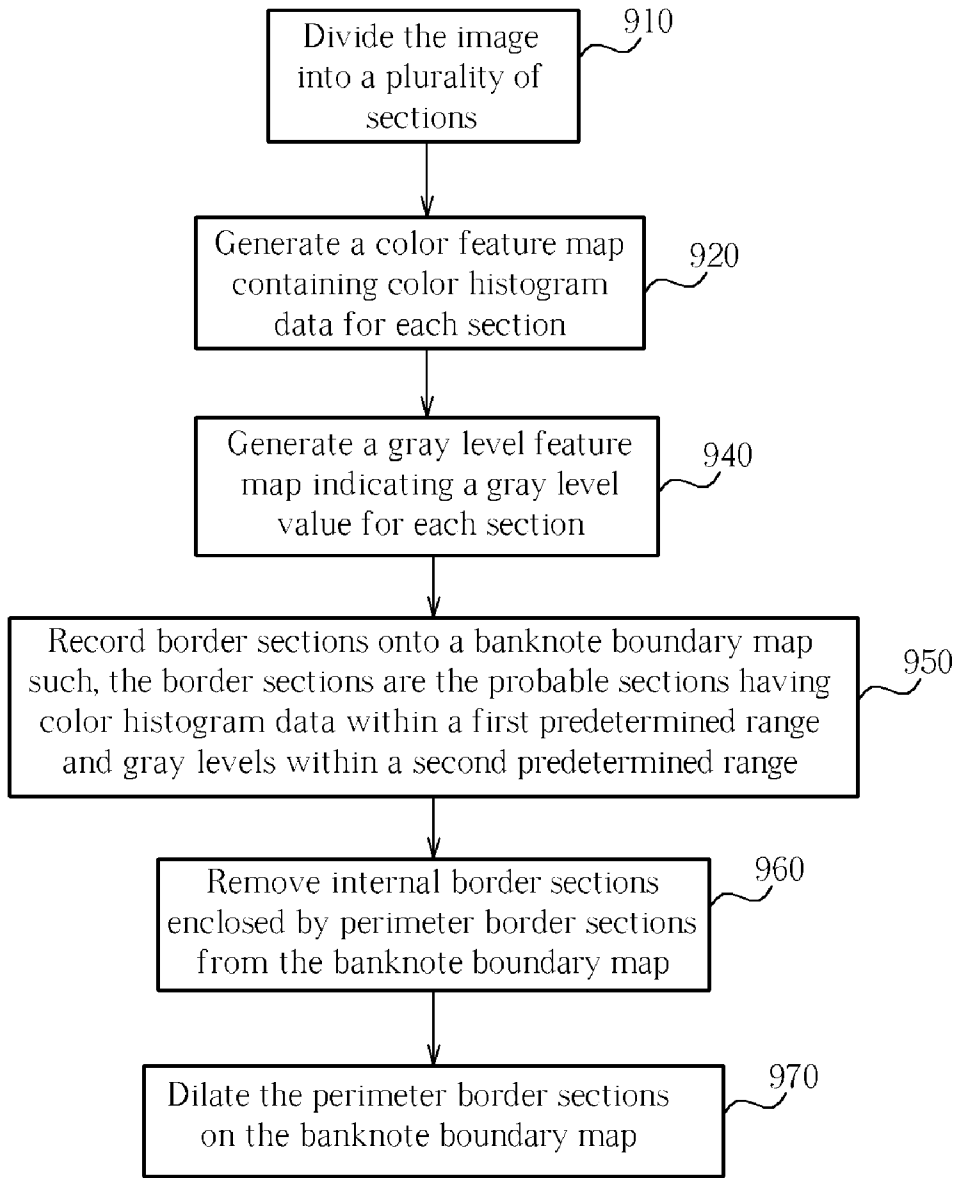 Divide the image
into a plurality of
sections
910
Generate a color feature map
containing color histogram
data for each section
920
Generate a gray level feature
map indicating a gray level
value for each section
940
Record border sections onto a banknote boundary map
such, the border sections are the probable sections having
color histogram data within a first predetermined range
and gray levels within a second predetermined range
950
Remove internal border sections
enclosed by perimeter border sections
from the banknote boundary map
960
Dilate the perimeter border sections
on the banknote boundary map
970